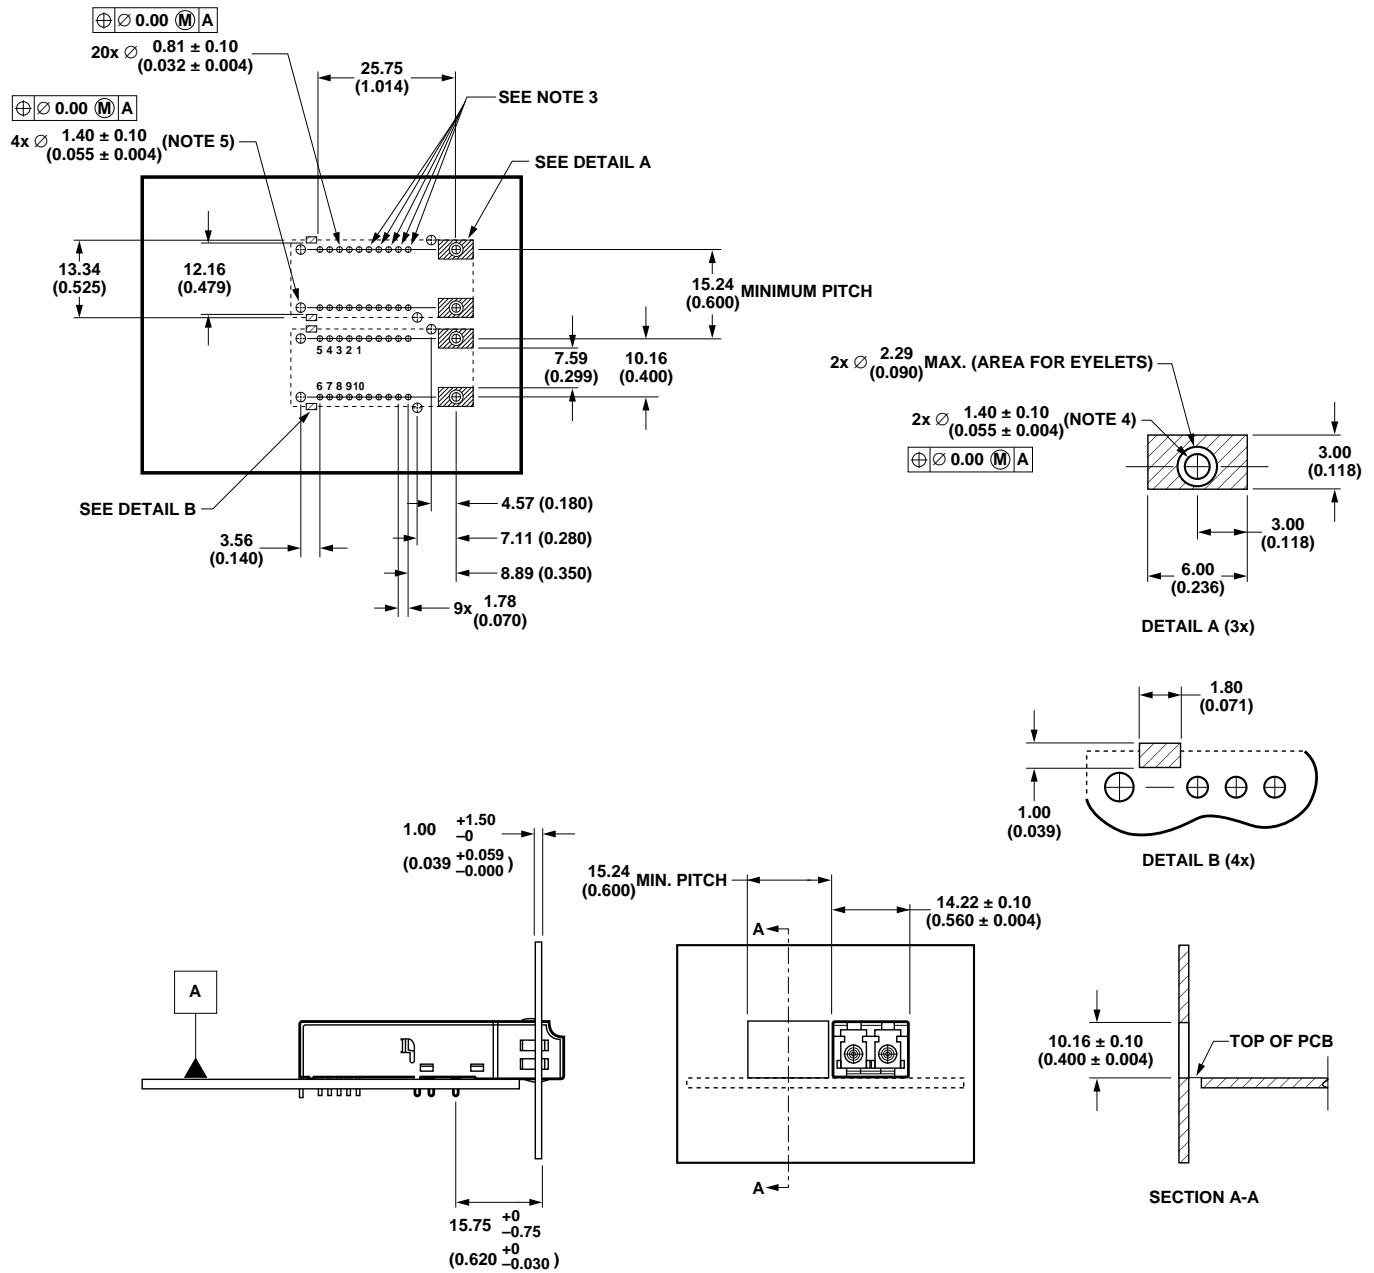 ⌖ ∅ 0.00 Ⓜ A
20x ∅ 0.81 ± 0.10
(0.032 ± 0.004)
25.75
(1.014)
SEE NOTE 3
⌖ ∅ 0.00 Ⓜ A
4x ∅ 1.40 ± 0.10 (NOTE 5)
(0.055 ± 0.004)
SEE DETAIL A
13.34
(0.525)
12.16
(0.479)
15.24
(0.600) MINIMUM PITCH
5 4 3 2 1
7.59
(0.299)
10.16
(0.400)
6 7 8 9 10
2x ∅ 2.29 MAX. (AREA FOR EYELETS)
(0.090)
2x ∅ 1.40 ± 0.10 (NOTE 4)
(0.055 ± 0.004)
⌖ ∅ 0.00 Ⓜ A
3.00
(0.118)
3.00
(0.118)
6.00
(0.236)
DETAIL A (3x)
SEE DETAIL B
4.57 (0.180)
3.56
(0.140)
7.11 (0.280)
8.89 (0.350)
9x 1.78
(0.070)
1.80
(0.071)
1.00
(0.039)
DETAIL B (4x)
1.00 +1.50
–0
(0.039 +0.059
–0.000 )
15.24
(0.600) MIN. PITCH
14.22 ± 0.10
(0.560 ± 0.004)
A
A
10.16 ± 0.10
(0.400 ± 0.004)
TOP OF PCB
A
SECTION A-A
15.75 +0
–0.75
(0.620 +0
–0.030 )